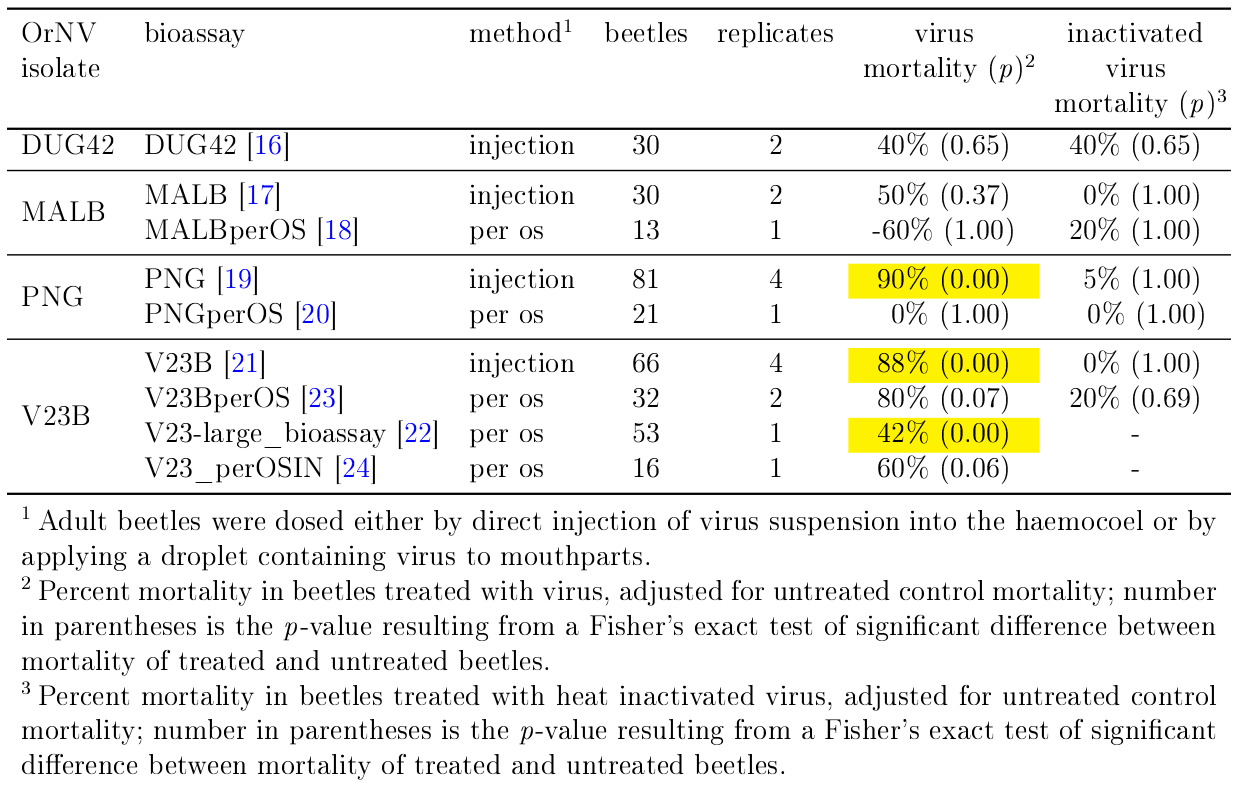 OrNV bioassay method¹ beetles replicates virus inactivated
isolate mortality (p)² virus
mortality (p)³
DUG42 DUG42 [16] injection 30 2 40% (0.65) 40% (0.65)
MALB MALB [17] injection 30 2 50% (0.37) 0% (1.00)
MALBperOS [18] per os 13 1 -60% (1.00) 20% (1.00)
PNG PNG [19] injection 81 4 90% (0.00) 5% (1.00)
PNGperOS [20] per os 21 1 0% (1.00) 0% (1.00)
V23B V23B [21] injection 66 4 88% (0.00) 0% (1.00)
V23BperOS [23] per os 32 2 80% (0.07) 20% (0.69)
V23-large_bioassay [22] per os 53 1 42% (0.00) -
V23_perOSIN [24] per os 16 1 60% (0.06) -
¹ Adult beetles were dosed either by direct injection of virus suspension into the haemocoel or by
applying a droplet containing virus to mouthparts.
² Percent mortality in beetles treated with virus, adjusted for untreated control mortality; number
in parentheses is the p-value resulting from a Fisher's exact test of significant difference between
mortality of treated and untreated beetles.
³ Percent mortality in beetles treated with heat inactivated virus, adjusted for untreated control
mortality; number in parentheses is the p-value resulting from a Fisher's exact test of significant
difference between mortality of treated and untreated beetles.